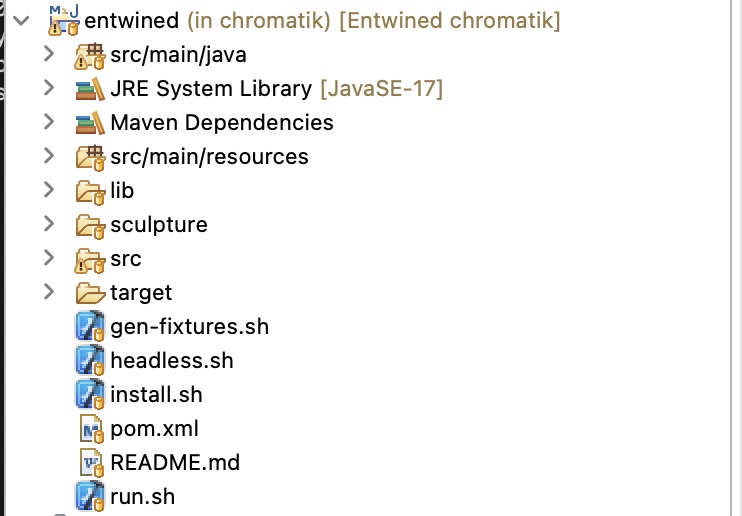 entwined (in chromatik) [Entwined chromatik]
src/main/java
JRE System Library [JavaSE-17]
Maven Dependencies
src/main/resources
lib
sculpture
src
target
gen-fixtures.sh
headless.sh
install.sh
pom.xml
README.md
run.sh